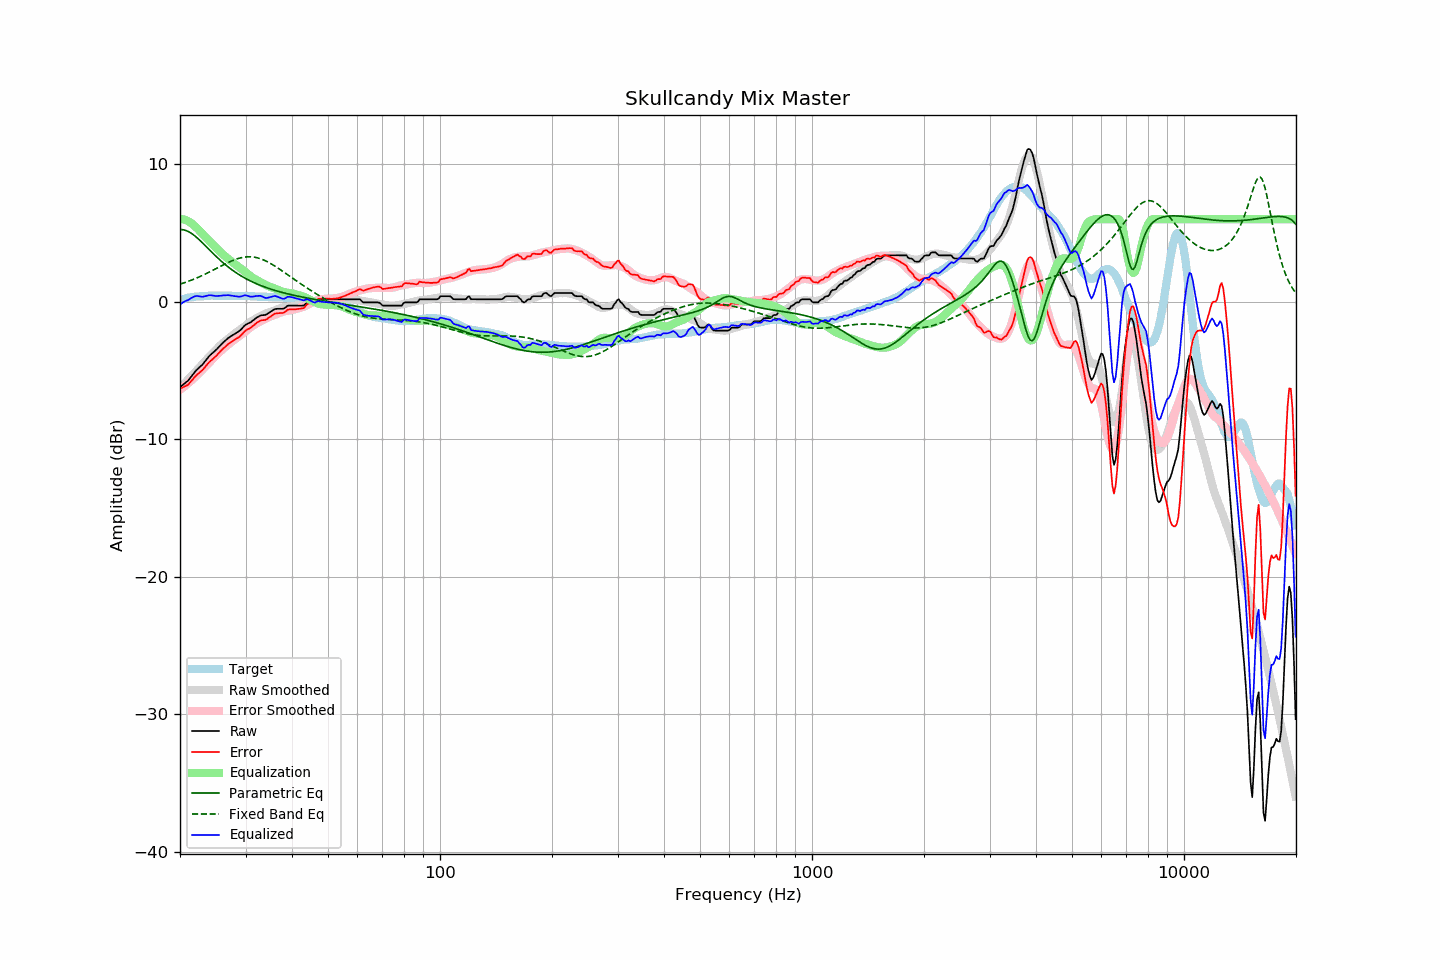 Skullcandy Mix Master
10
0
−10
−20
−30
−40
Amplitude (dBr)
Target
Raw Smoothed
Error Smoothed
Raw
Error
Equalization
Parametric Eq
Fixed Band Eq
Equalized
100
1000
10000
Frequency (Hz)